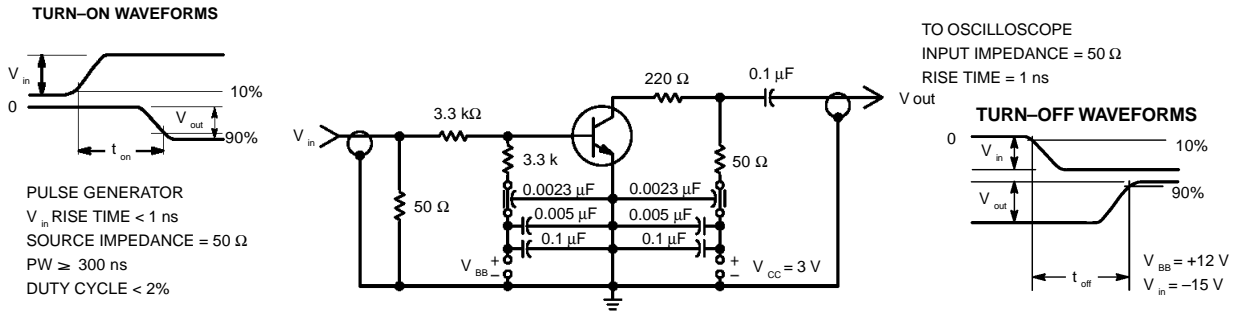 TURN–ON WAVEFORMS
V in
0
10%
V out
90%
t on
PULSE GENERATOR
V in RISE TIME < 1 ns
SOURCE IMPEDANCE = 50 Ω
PW ≥ 300 ns
DUTY CYCLE < 2%
V in
3.3 kΩ
50 Ω
3.3 k
220 Ω
0.1 µF
50 Ω
0.0023 µF
0.0023 µF
0.005 µF
0.005 µF
0.1 µF
0.1 µF
V BB
+
–
+
–
V CC = 3 V
V out
TO OSCILLOSCOPE
INPUT IMPEDANCE = 50 Ω
RISE TIME = 1 ns
TURN–OFF WAVEFORMS
0
V in
10%
V out
90%
t off
V BB = +12 V
V in = –15 V